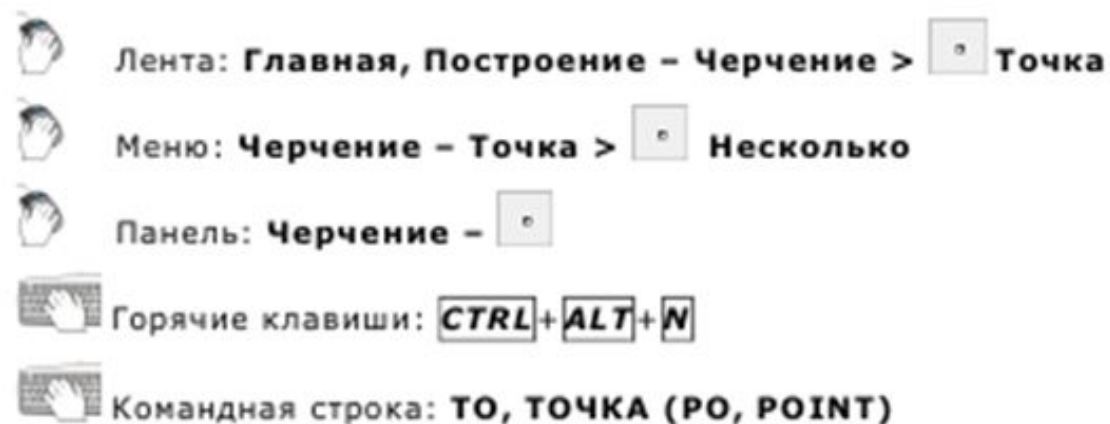 Лента: Главная, Построение – Черчение > Точка
Меню: Черчение – Точка > Несколько
Панель: Черчение –
Горячие клавиши: CTRL+ALT+N
Командная строка: ТО, ТОЧКА (PO, POINT)